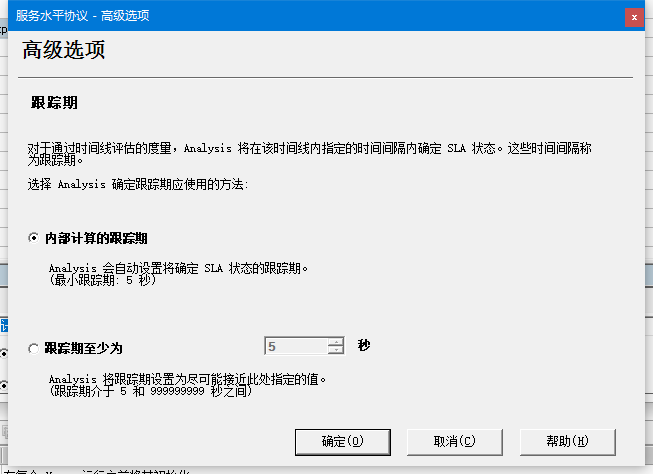 服务水平协议 - 高级选项
x
高级选项
跟踪期
对于通过时间线评估的度量，Analysis 将在该时间线内指定的时间间隔内确定 SLA 状态。这些时间间隔称
为跟踪期。
选择 Analysis 确定跟踪期应使用的方法:
内部计算的跟踪期
Analysis 会自动设置将确定 SLA 状态的跟踪期。
(最小跟踪期: 5 秒)
跟踪期至少为 5 秒
Analysis 将跟踪期设置为尽可能接近此处指定的值。
(跟踪期介于 5 和 999999999 秒之间)
确定(O) 取消(C) 帮助(H)